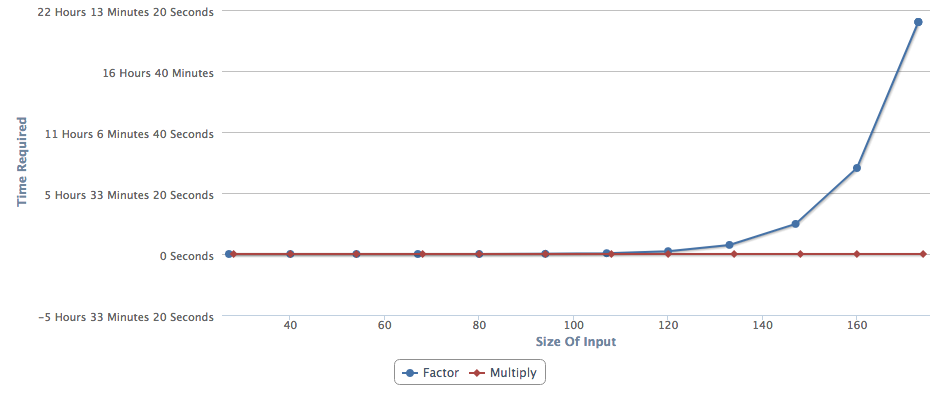 22 Hours 13 Minutes 20 Seconds
16 Hours 40 Minutes
11 Hours 6 Minutes 40 Seconds
5 Hours 33 Minutes 20 Seconds
0 Seconds
−5 Hours 33 Minutes 20 Seconds
Time Required
40 60 80 100 120 140 160
Size Of Input
Factor Multiply